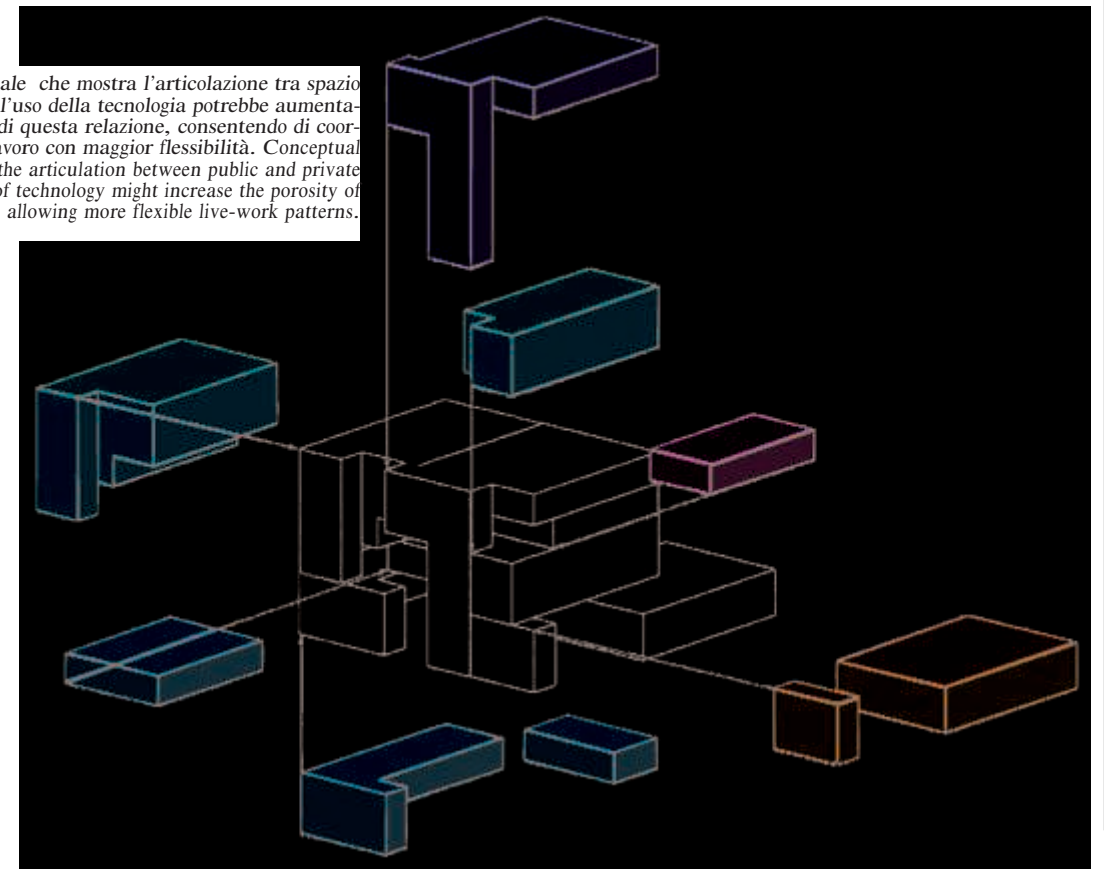 ale che mostra l'articolazione tra spazio
l'uso della tecnologia potrebbe aumenta-
di questa relazione, consentendo di coor-
avoro con maggior flessibilità. Conceptual
the articulation between public and private
of technology might increase the porosity of
allowing more flexible live-work patterns.